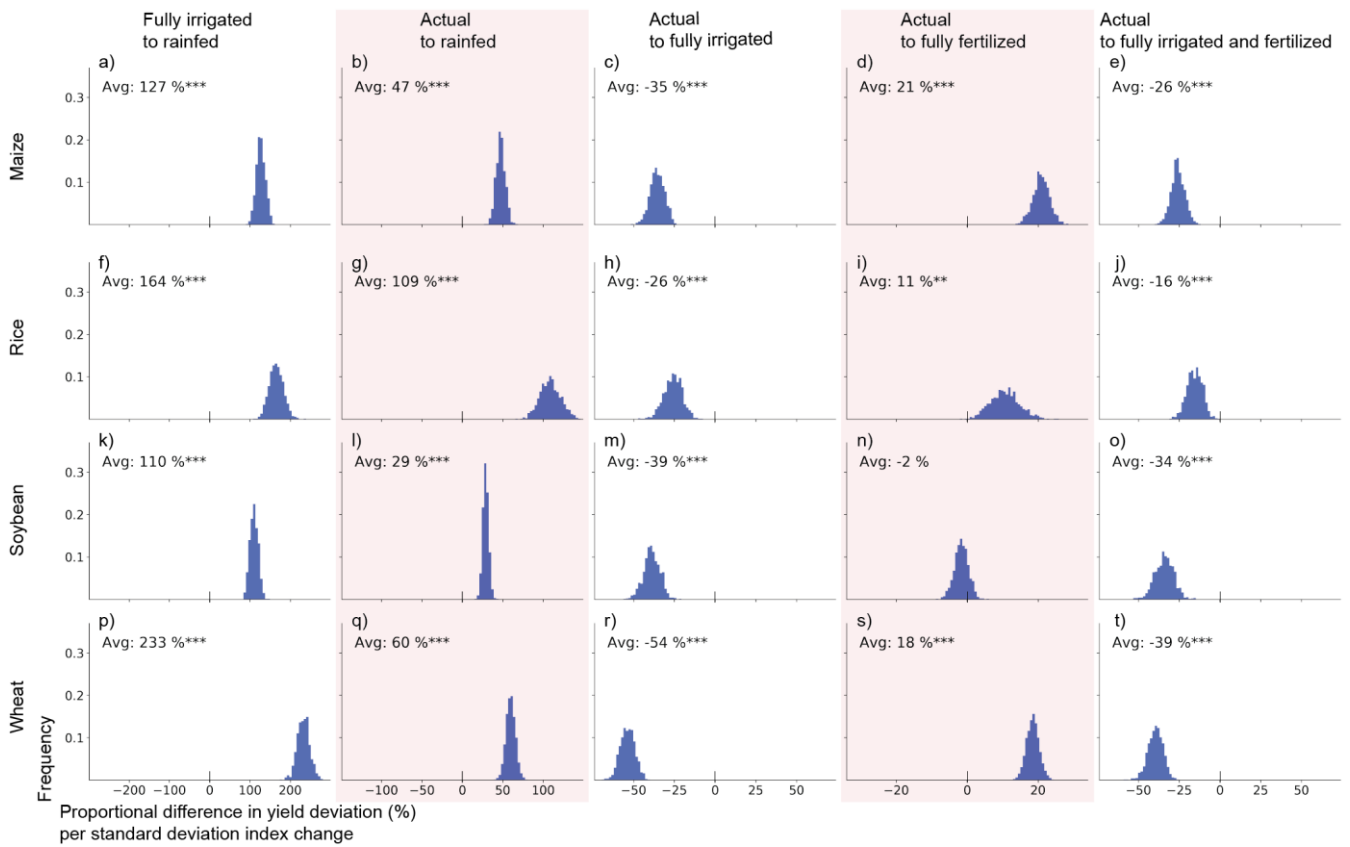 Fully irrigated
to rainfed
Actual
to rainfed
Actual
to fully irrigated
Actual
to fully fertilized
Actual
to fully irrigated and fertilized
Maize
a)
Avg: 127 %***
0.3
0.2
0.1
b)
Avg: 47 %***
c)
Avg: -35 %***
d)
Avg: 21 %***
e)
Avg: -26 %***
Rice
f)
Avg: 164 %***
0.3
0.2
0.1
g)
Avg: 109 %***
h)
Avg: -26 %***
i)
Avg: 11 %**
j)
Avg: -16 %***
Soybean
k)
Avg: 110 %***
0.3
0.2
0.1
l)
Avg: 29 %***
m)
Avg: -39 %***
n)
Avg: -2 %
o)
Avg: -34 %***
Wheat
p)
Avg: 233 %***
0.3
0.2
0.1
q)
Avg: 60 %***
r)
Avg: -54 %***
s)
Avg: 18 %***
t)
Avg: -39 %***
Frequency
−200 −100 0 100 200
−100 −50 0 50 100
−50 −25 0 25 50
−20 0 20
−50 −25 0 25 50
Proportional difference in yield deviation (%)
per standard deviation index change